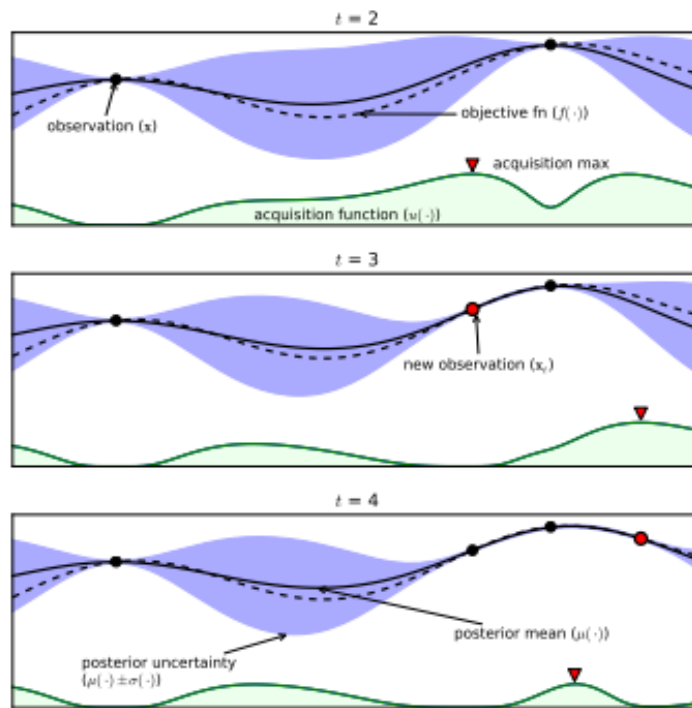 t = 2
observation (x)
objective fn (f(·))
acquisition max
acquisition function (u(·))
t = 3
new observation (xₜ)
t = 4
posterior mean (μ(·))
posterior uncertainty
(μ(·) ±σ(·))